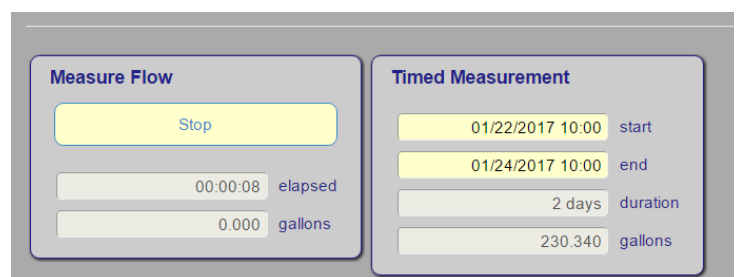 Measure Flow
Stop
00:00:08 elapsed
0.000 gallons
Timed Measurement
01/22/2017 10:00 start
01/24/2017 10:00 end
2 days duration
230.340 gallons